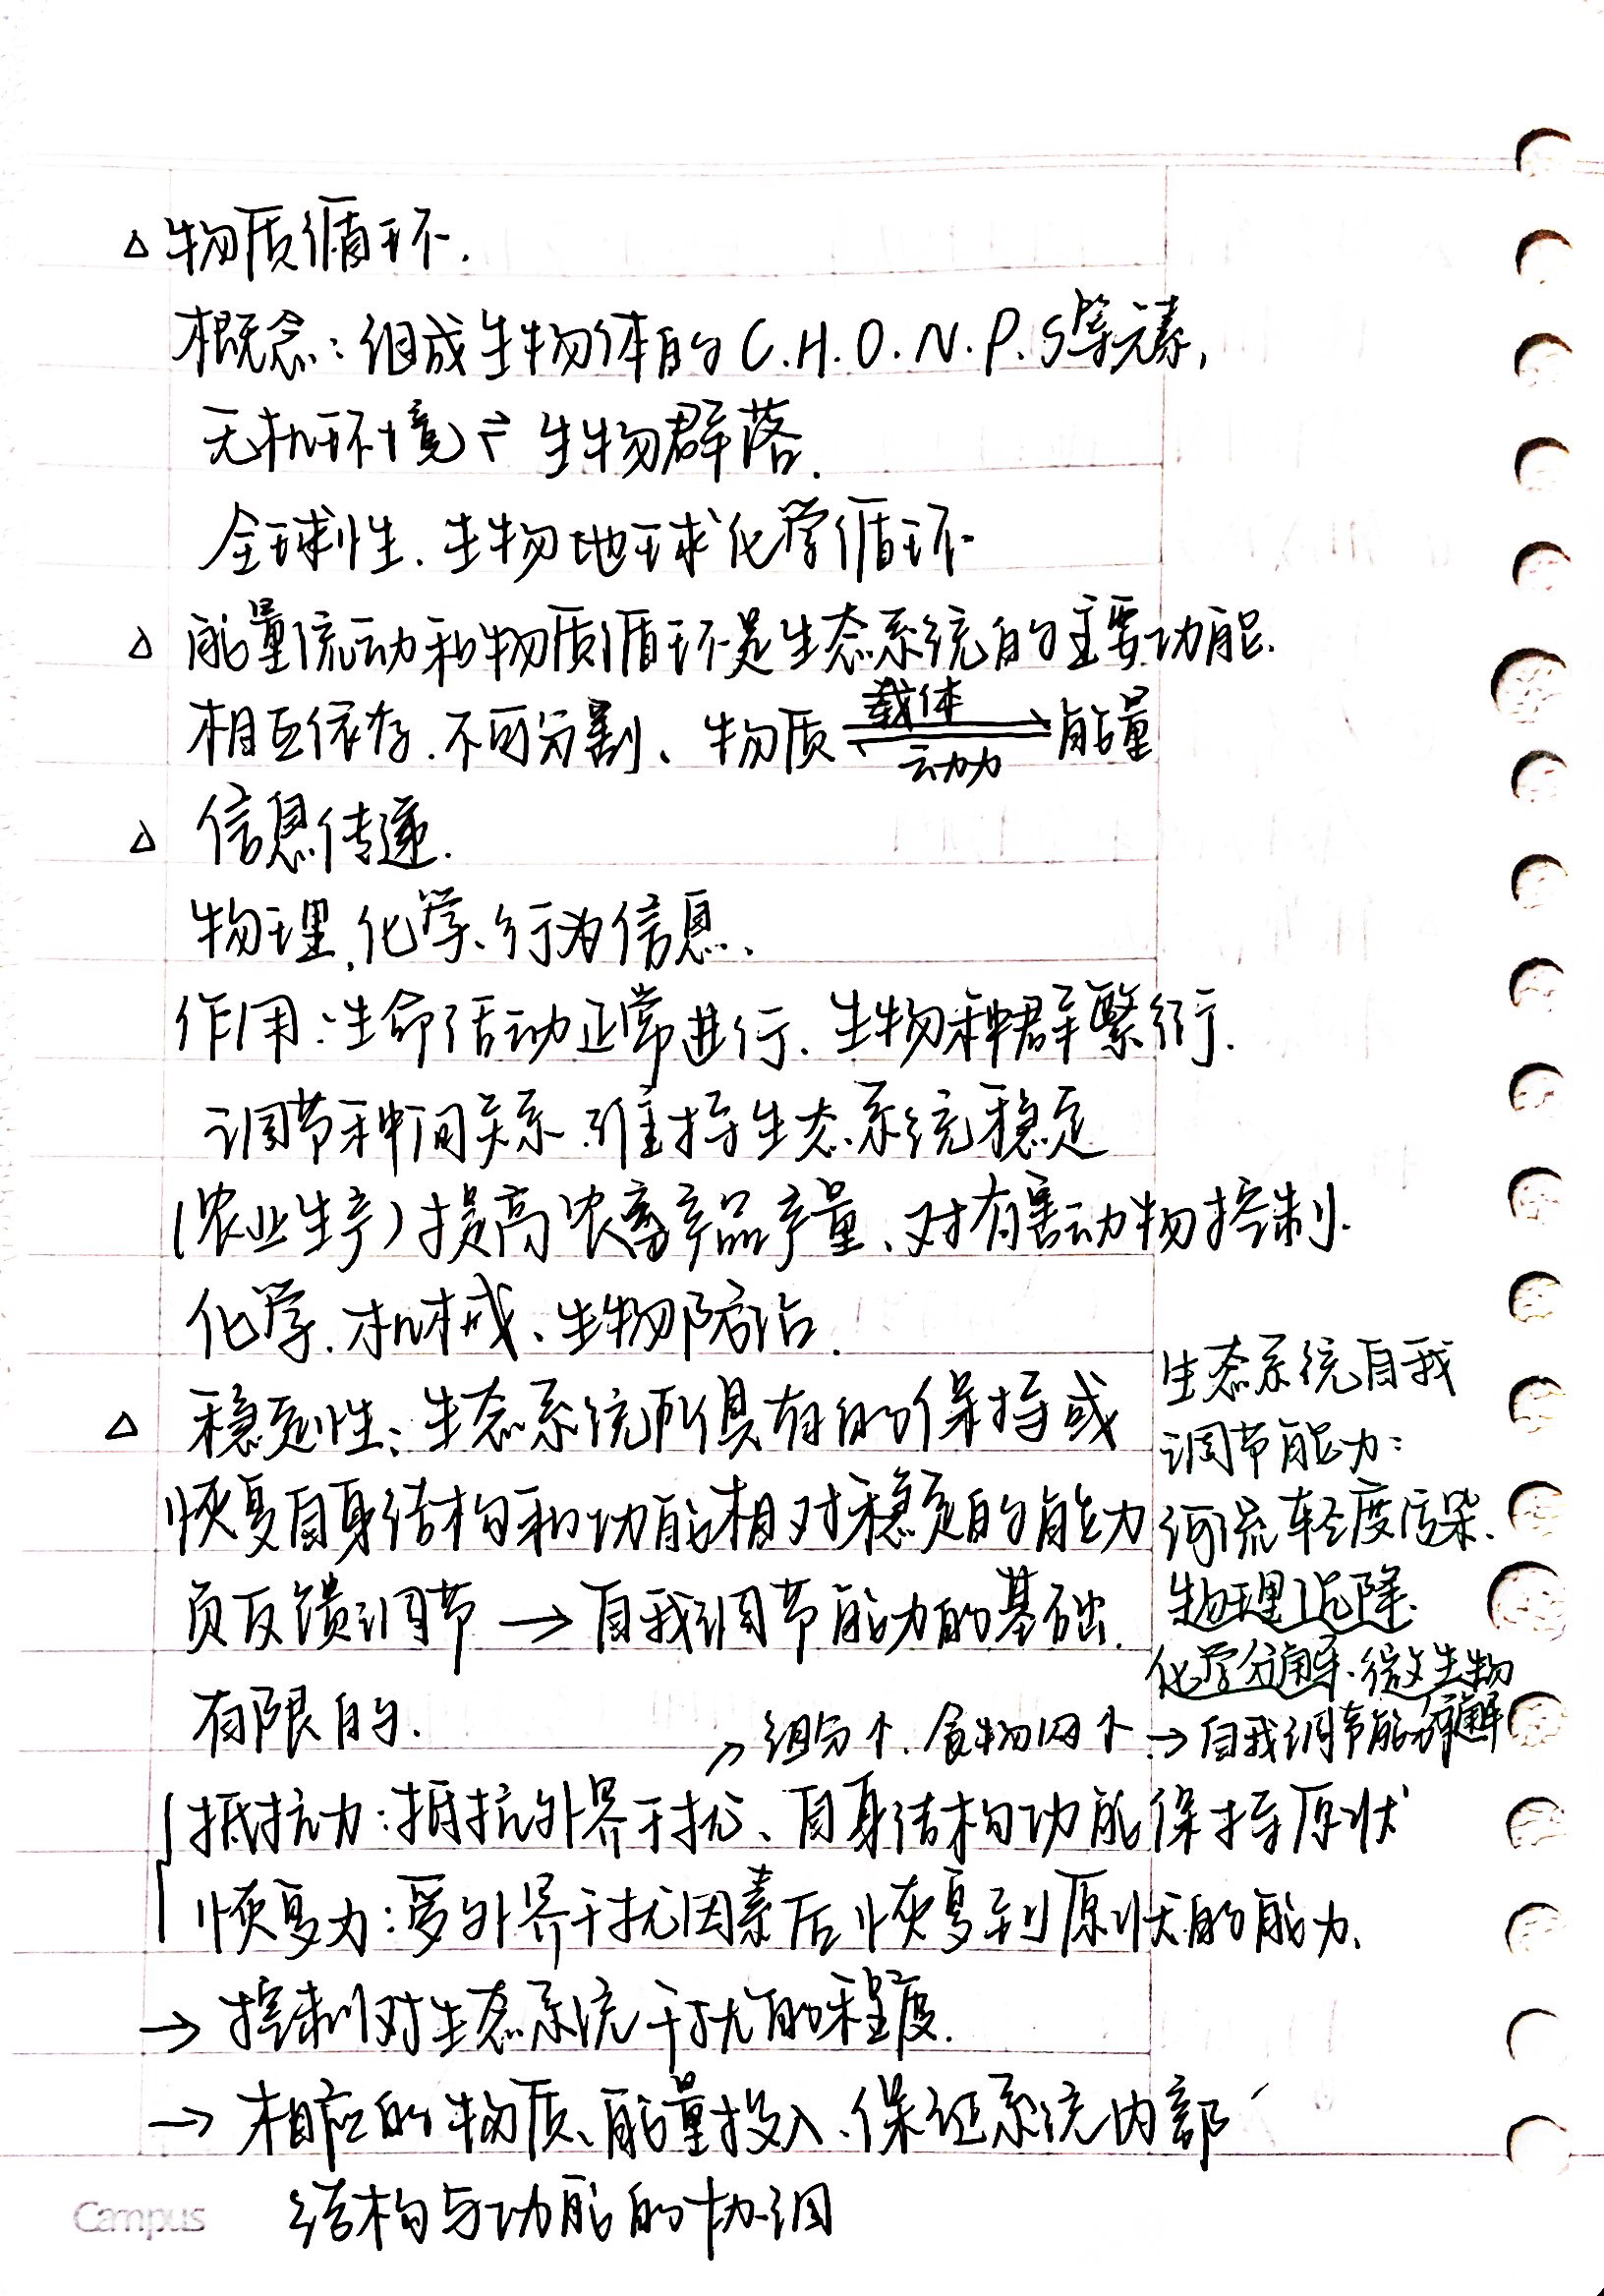 △ 物质循环.
概念：组成生物体的C.H.O.N.P.S等元素,
无机环境⇌生物群落.
全球性.生物地球化学循环
△ 能量流动和物质循环是生态系统的主要功能.
相互依存.不可分割、物质 ⇌ 能量
载体
动力
△ 信息传递.
物理、化学、行为信息、
作用：生命活动正常进行、生物种群繁衍.
调节种间关系.维持生态系统稳定
(农业生产)提高农畜产品产量、对有害动物控制.
化学、机械、生物防治.
△ 稳定性：生态系统所具有的保持或
恢复自身结构和功能相对稳定的能力
负反馈调节 → 自我调节能力的基础.
有限的.
生态系统自我
调节能力：
河流轻度污染.
物理沉降.
化学分解、微生物
分解
↗ 组分↑、食物网↑ → 自我调节能力
抵抗力：抵抗外界干扰、自身结构功能保持原状
恢复力：受外界干扰因素后恢复到原状的能力、
→ 控制对生态系统干扰的程度.
→ 相应的物质、能量投入、保证系统内部
结构与功能的协调
Campus